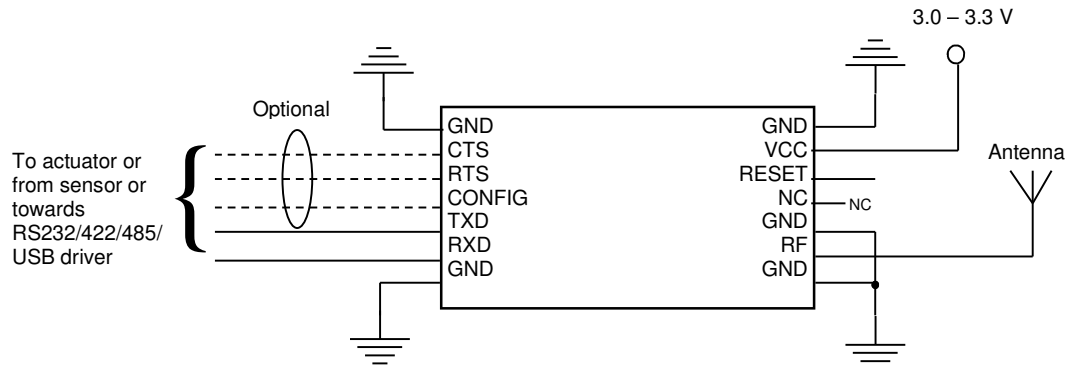 3.0 – 3.3 V
Optional
To actuator or
from sensor or
towards
RS232/422/485/
USB driver
GND
CTS
RTS
CONFIG
TXD
RXD
GND
GND
VCC
RESET
NC
NC
GND
RF
GND
Antenna